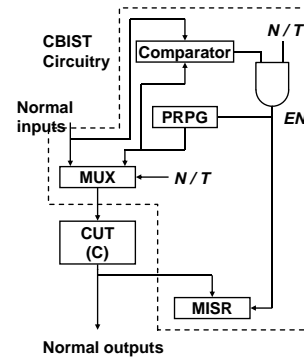 N / T
CBIST
Circuitry
Comparator
Normal
inputs
PRPG
EN
MUX
N / T
CUT
(C)
MISR
Normal outputs